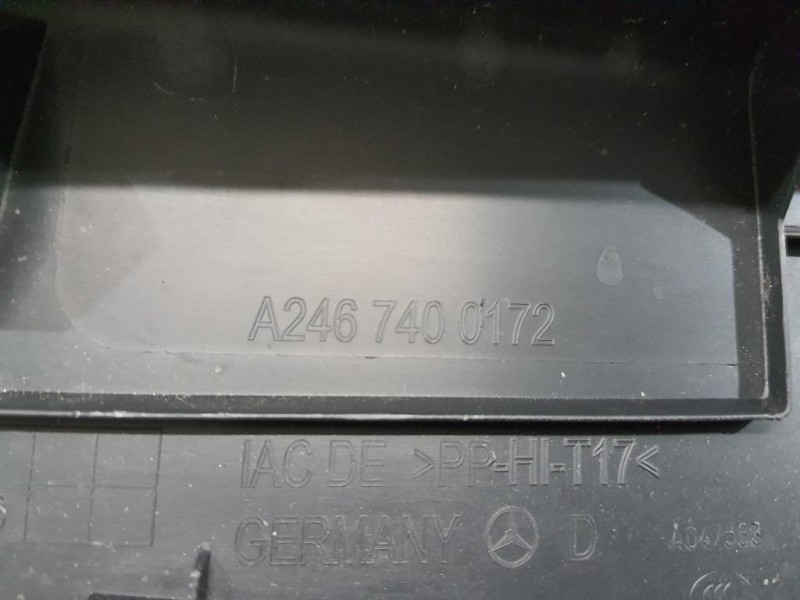 A246 740 0172
IAC DE >PP-HI-T17<
GERMANY D